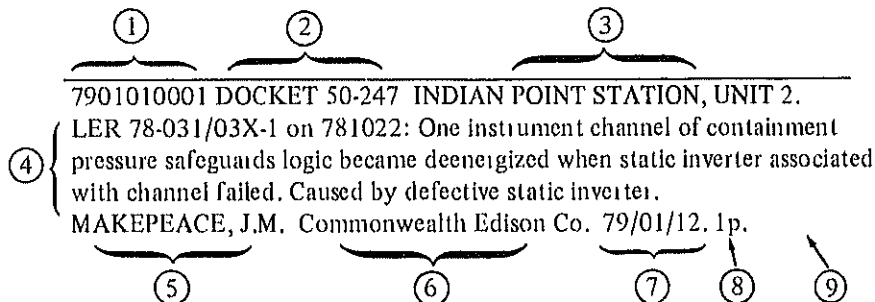 1 2 3
7901010001 DOCKET 50-247 INDIAN POINT STATION, UNIT 2.
LER 78-031/03X-1 on 781022: One instrument channel of containment
4 pressure safeguards logic became deenergized when static inverter associated
with channel failed. Caused by defective static inverter.
MAKEPEACE, J.M. Commonwealth Edison Co. 79/01/12. 1p.
5 6 7 8 9